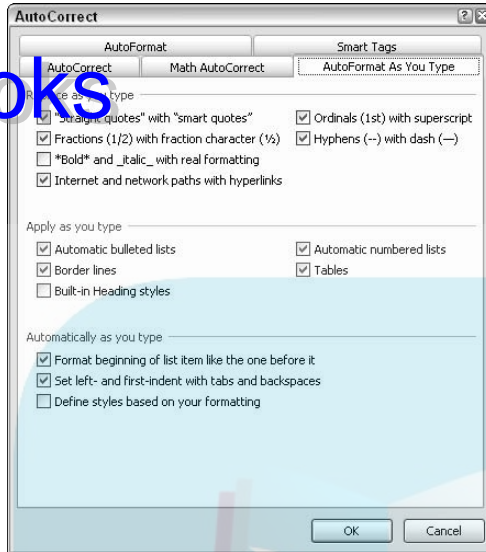 AutoCorrect
AutoFormat Smart Tags
AutoCorrect Math AutoCorrect AutoFormat As You Type
oks
as you type
"Straight quotes" with “smart quotes” Ordinals (1st) with superscript
Fractions (1/2) with fraction character (½) Hyphens (--) with dash (—)
*Bold* and _italic_ with real formatting
Internet and network paths with hyperlinks
Apply as you type
Automatic bulleted lists Automatic numbered lists
Border lines Tables
Built-in Heading styles
Automatically as you type
Format beginning of list item like the one before it
Set left- and first-indent with tabs and backspaces
Define styles based on your formatting
OK Cancel